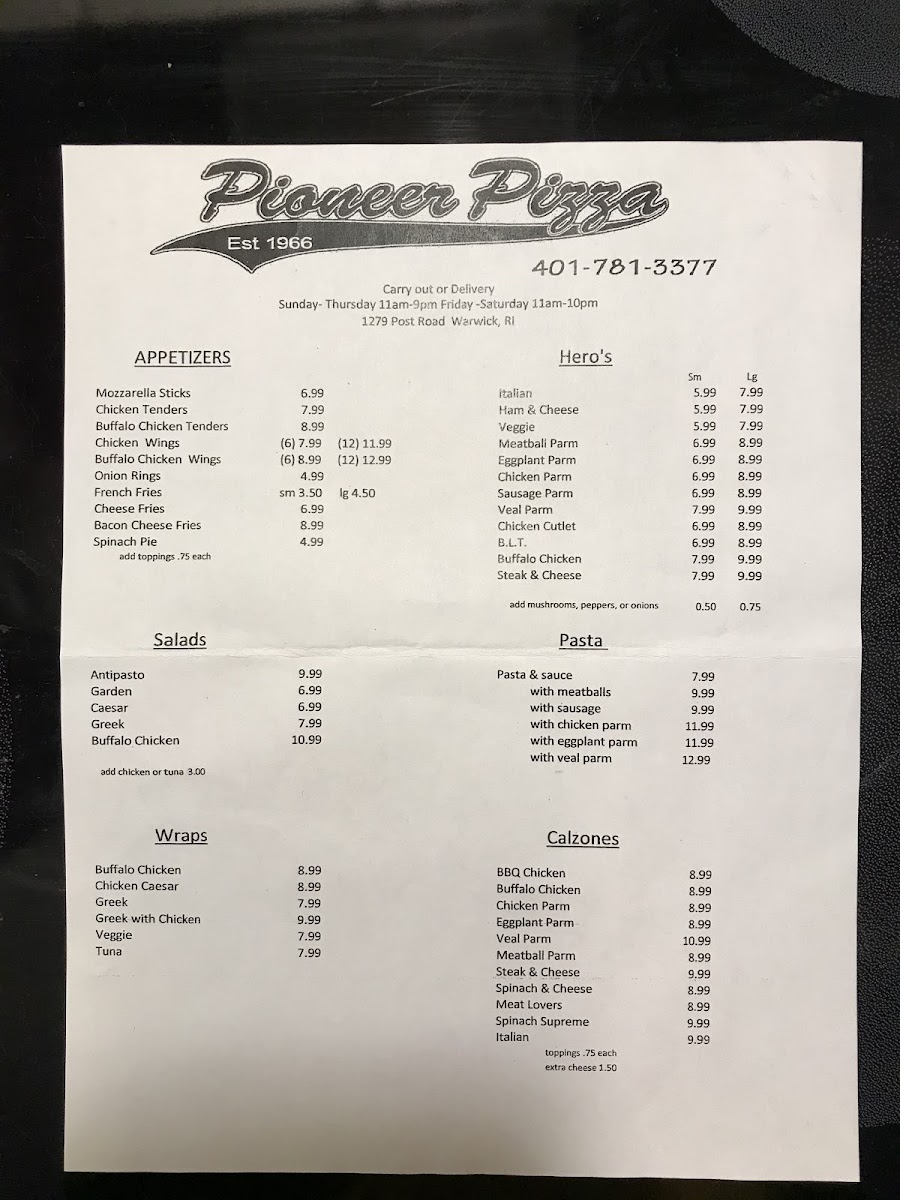 Pioneer Pizza
Est 1966
401-781-3377
Carry out or Delivery
Sunday- Thursday 11am-9pm Friday -Saturday 11am-10pm
1279 Post Road Warwick, RI
APPETIZERS
Mozzarella Sticks 6.99
Chicken Tenders 7.99
Buffalo Chicken Tenders 8.99
Chicken Wings (6) 7.99 (12) 11.99
Buffalo Chicken Wings (6) 8.99 (12) 12.99
Onion Rings 4.99
French Fries sm 3.50 lg 4.50
Cheese Fries 6.99
Bacon Cheese Fries 8.99
Spinach Pie 4.99
add toppings .75 each
Hero's
Sm Lg
Italian 5.99 7.99
Ham & Cheese 5.99 7.99
Veggie 5.99 7.99
Meatball Parm 6.99 8.99
Eggplant Parm 6.99 8.99
Chicken Parm 6.99 8.99
Sausage Parm 6.99 8.99
Veal Parm 7.99 9.99
Chicken Cutlet 6.99 8.99
B.L.T. 6.99 8.99
Buffalo Chicken 7.99 9.99
Steak & Cheese 7.99 9.99
add mushrooms, peppers, or onions 0.50 0.75
Salads
Antipasto 9.99
Garden 6.99
Caesar 6.99
Greek 7.99
Buffalo Chicken 10.99
add chicken or tuna 3.00
Pasta
Pasta & sauce 7.99
with meatballs 9.99
with sausage 9.99
with chicken parm 11.99
with eggplant parm 11.99
with veal parm 12.99
Wraps
Buffalo Chicken 8.99
Chicken Caesar 8.99
Greek 7.99
Greek with Chicken 9.99
Veggie 7.99
Tuna 7.99
Calzones
BBQ Chicken 8.99
Buffalo Chicken 8.99
Chicken Parm 8.99
Eggplant Parm 8.99
Veal Parm 10.99
Meatball Parm 8.99
Steak & Cheese 9.99
Spinach & Cheese 8.99
Meat Lovers 8.99
Spinach Supreme 9.99
Italian 9.99
toppings .75 each
extra cheese 1.50